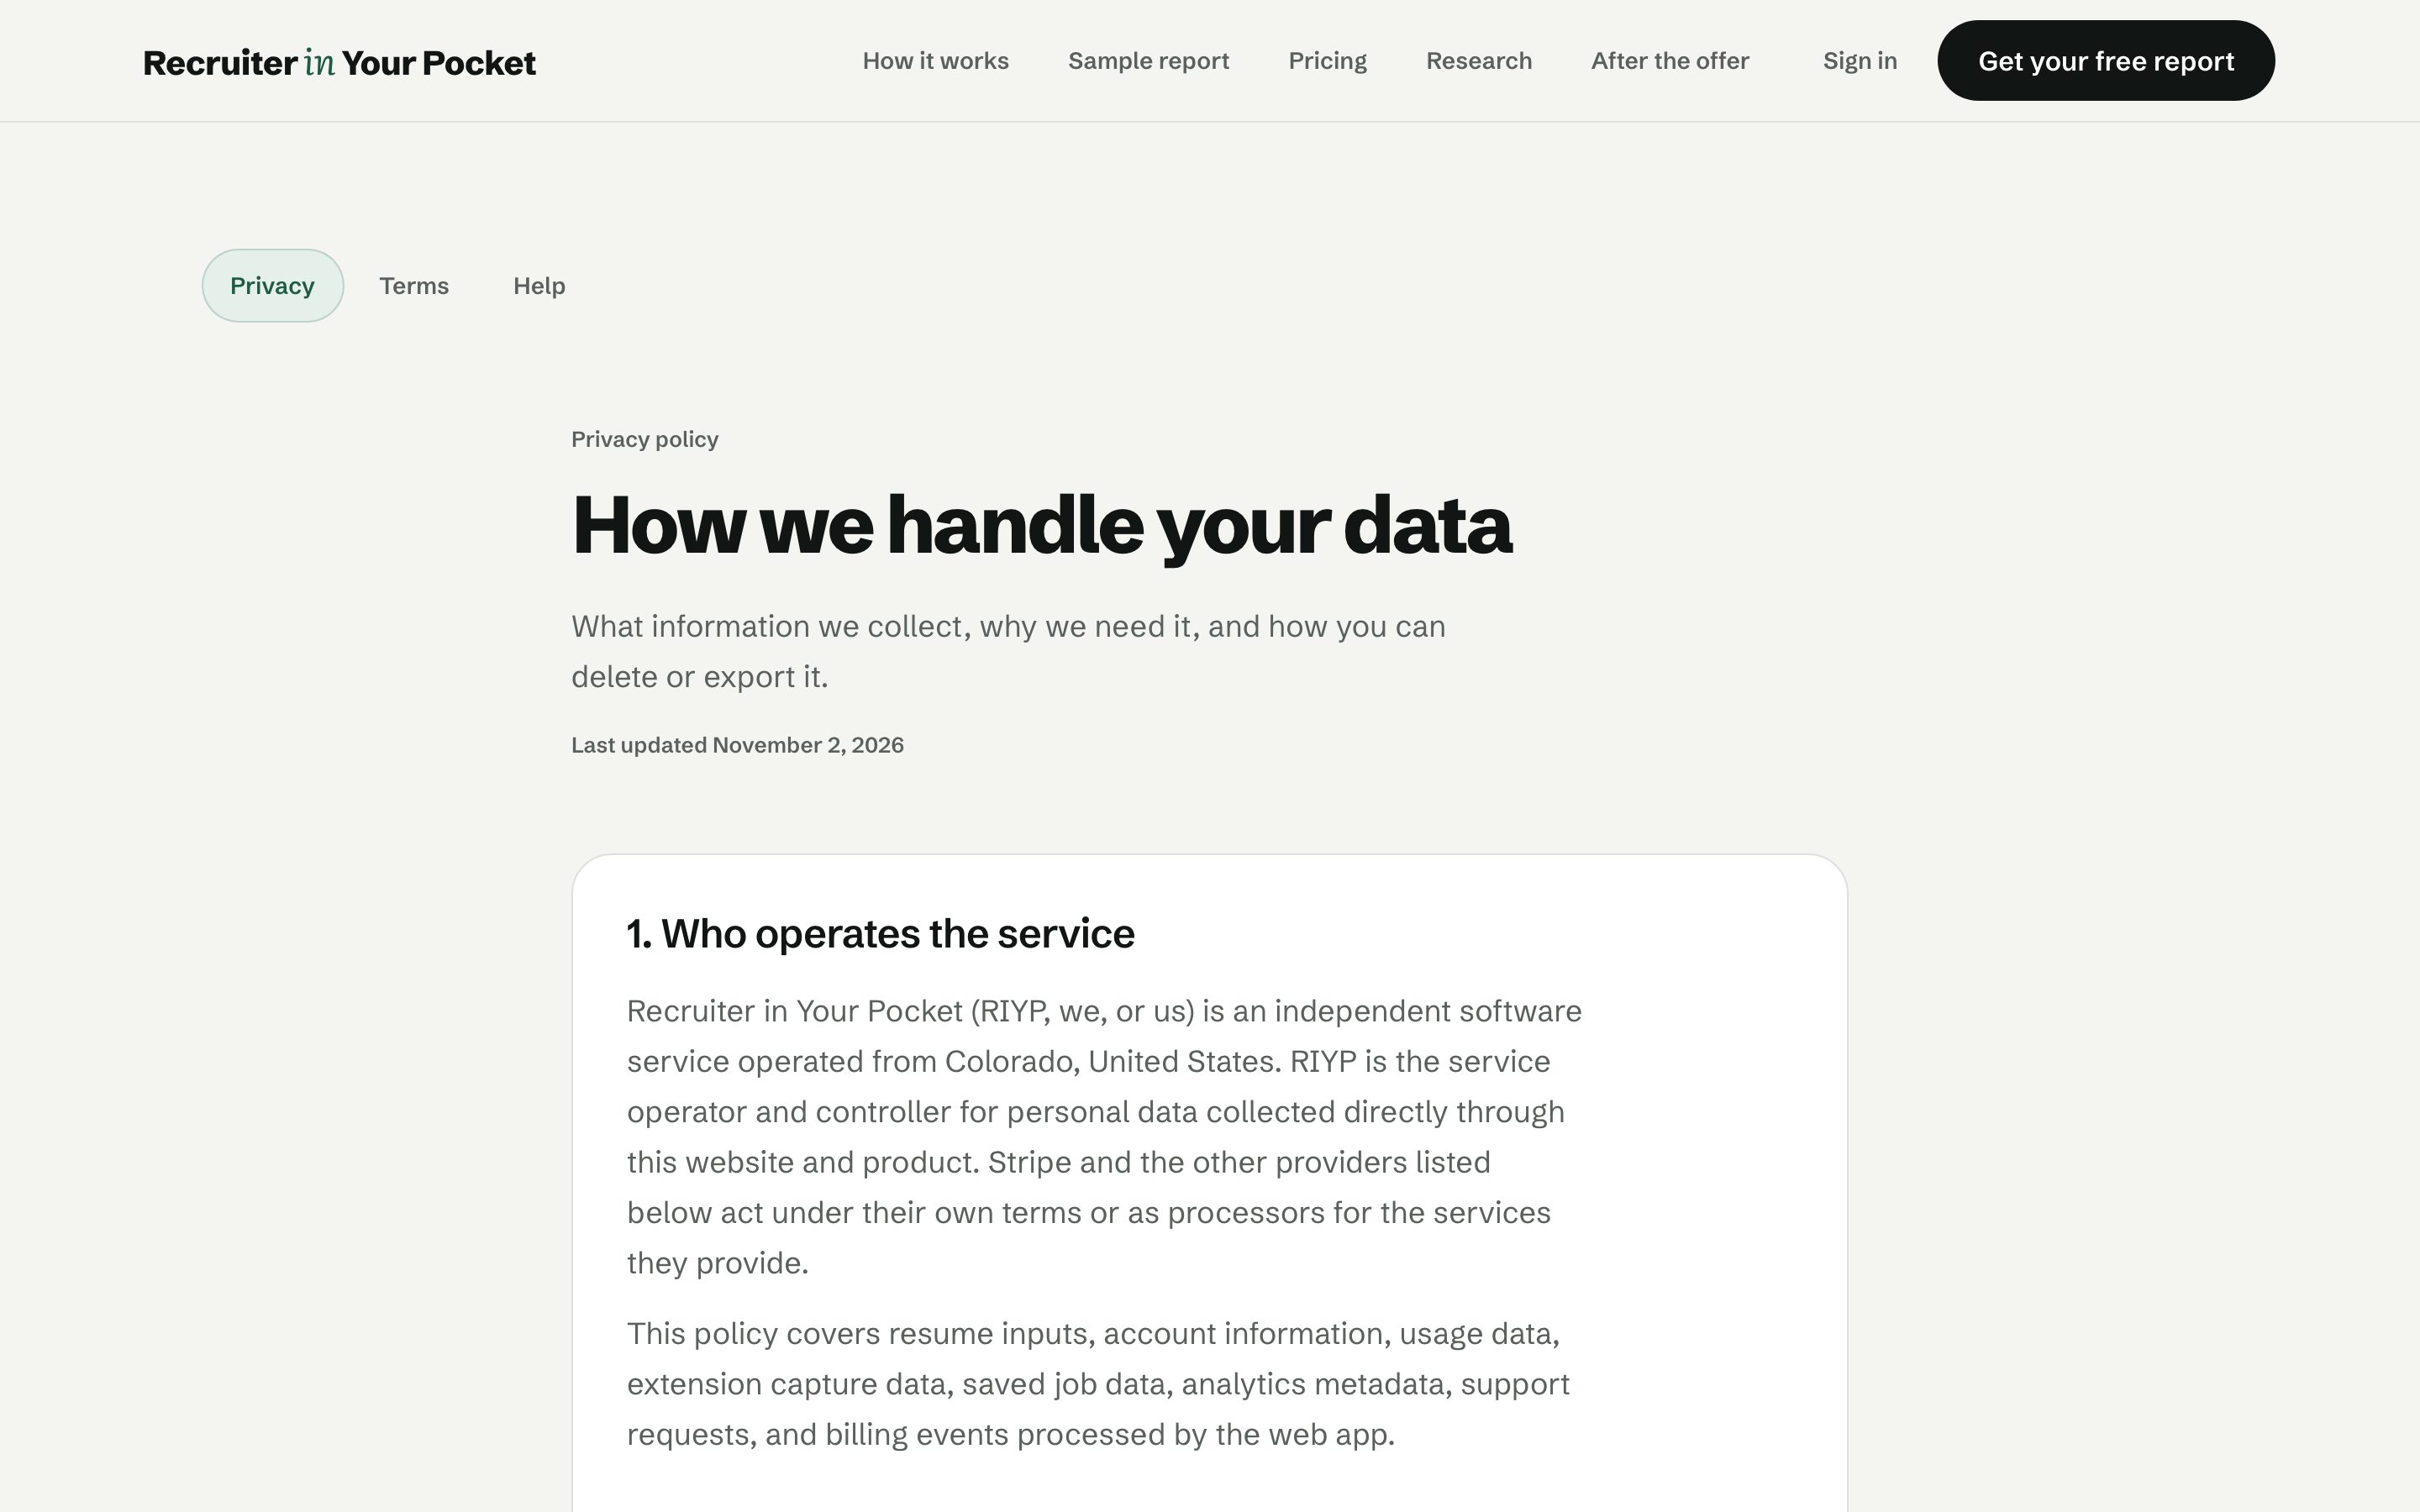 Recruiter in Your Pocket
How it works
Sample report
Pricing
Research
After the offer
Sign in
Get your free report
Privacy
Terms
Help
Privacy policy
How we handle your data
What information we collect, why we need it, and how you can
delete or export it.
Last updated November 2, 2026
1. Who operates the service
Recruiter in Your Pocket (RIYP, we, or us) is an independent software
service operated from Colorado, United States. RIYP is the service
operator and controller for personal data collected directly through
this website and product. Stripe and the other providers listed
below act under their own terms or as processors for the services
they provide.
This policy covers resume inputs, account information, usage data,
extension capture data, saved job data, analytics metadata, support
requests, and billing events processed by the web app.